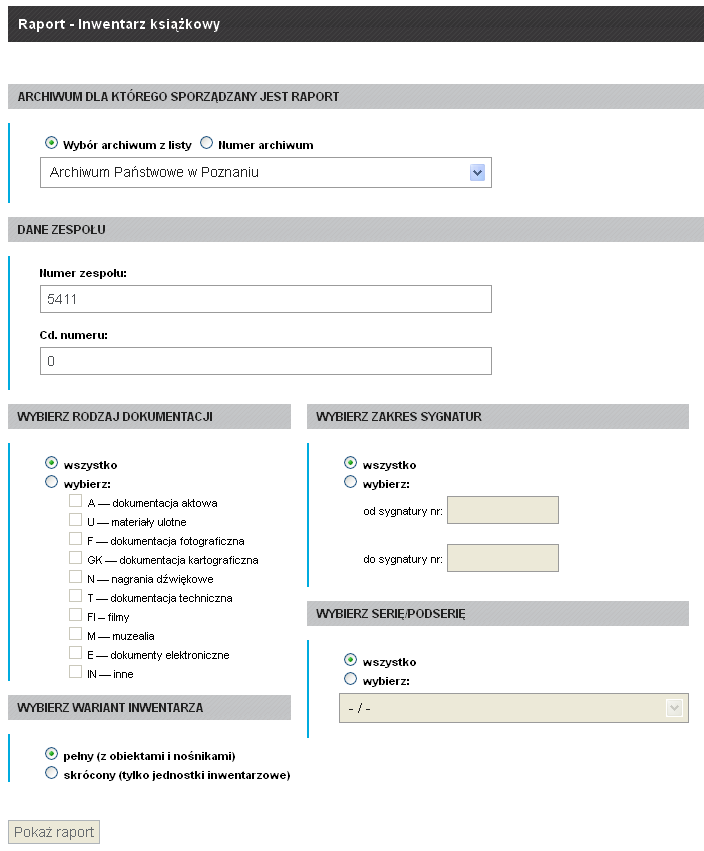 Raport - Inwentarz książkowy
ARCHIWUM DLA KTÓREGO SPORZĄDZANY JEST RAPORT
Wybór archiwum z listy Numer archiwum
Archiwum Państwowe w Poznaniu
DANE ZESPOŁU
Numer zespołu:
5411
Cd. numeru:
0
WYBIERZ RODZAJ DOKUMENTACJI
wszystko
wybierz:
A — dokumentacja aktowa
U — materiały ulotne
F — dokumentacja fotograficzna
GK — dokumentacja kartograficzna
N — nagrania dźwiękowe
T — dokumentacja techniczna
FI – filmy
M — muzealia
E — dokumenty elektroniczne
IN — inne
WYBIERZ WARIANT INWENTARZA
pełny (z obiektami i nośnikami)
skrócony (tylko jednostki inwentarzowe)
WYBIERZ ZAKRES SYGNATUR
wszystko
wybierz:
od sygnatury nr:
do sygnatury nr:
WYBIERZ SERIĘ/PODSERIĘ
wszystko
wybierz:
- / -
Pokaż raport